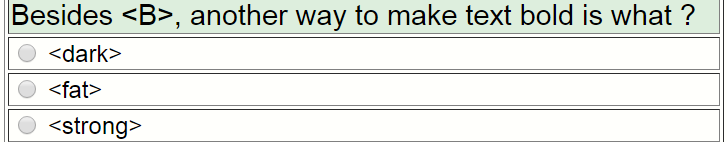 Besides <B>, another way to make text bold is what ?
<dark>
<fat>
<strong>